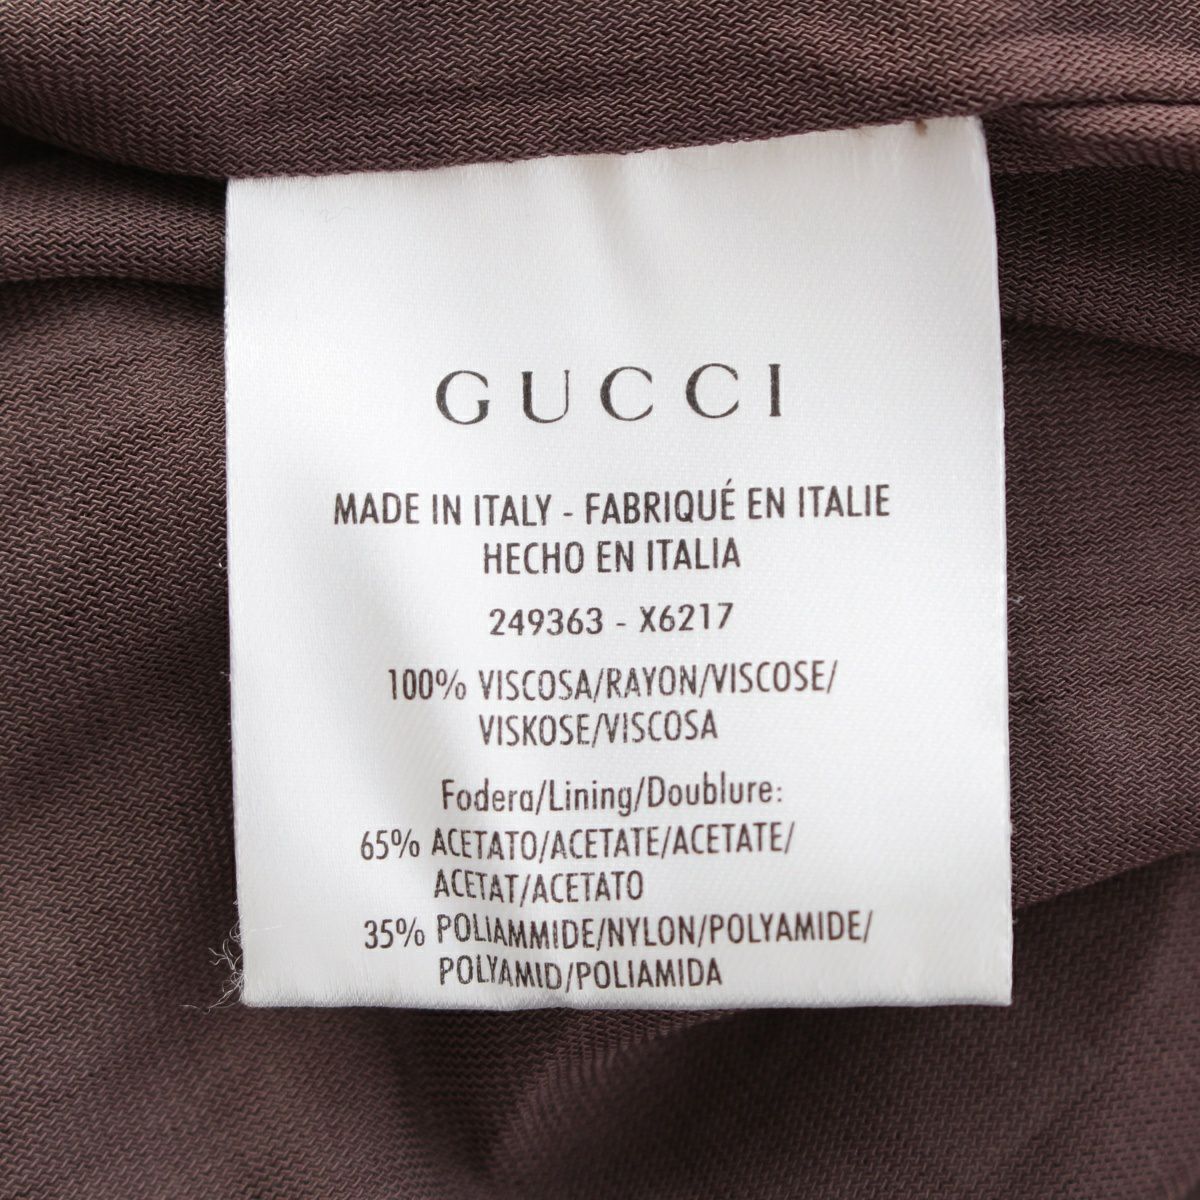 GUCCI
MADE IN ITALY - FABRIQUÉ EN ITALIE
HECHO EN ITALIA
249363 - X6217
100% VISCOSA/RAYON/VISCOSE/
VISKOSE/VISCOSA
Fodera/Lining/Doublure:
65% ACETATO/ACETATE/ACETATE/
ACETAT/ACETATO
35% POLIAMMIDE/NYLON/POLYAMIDE/
POLYAMID/POLIAMIDA